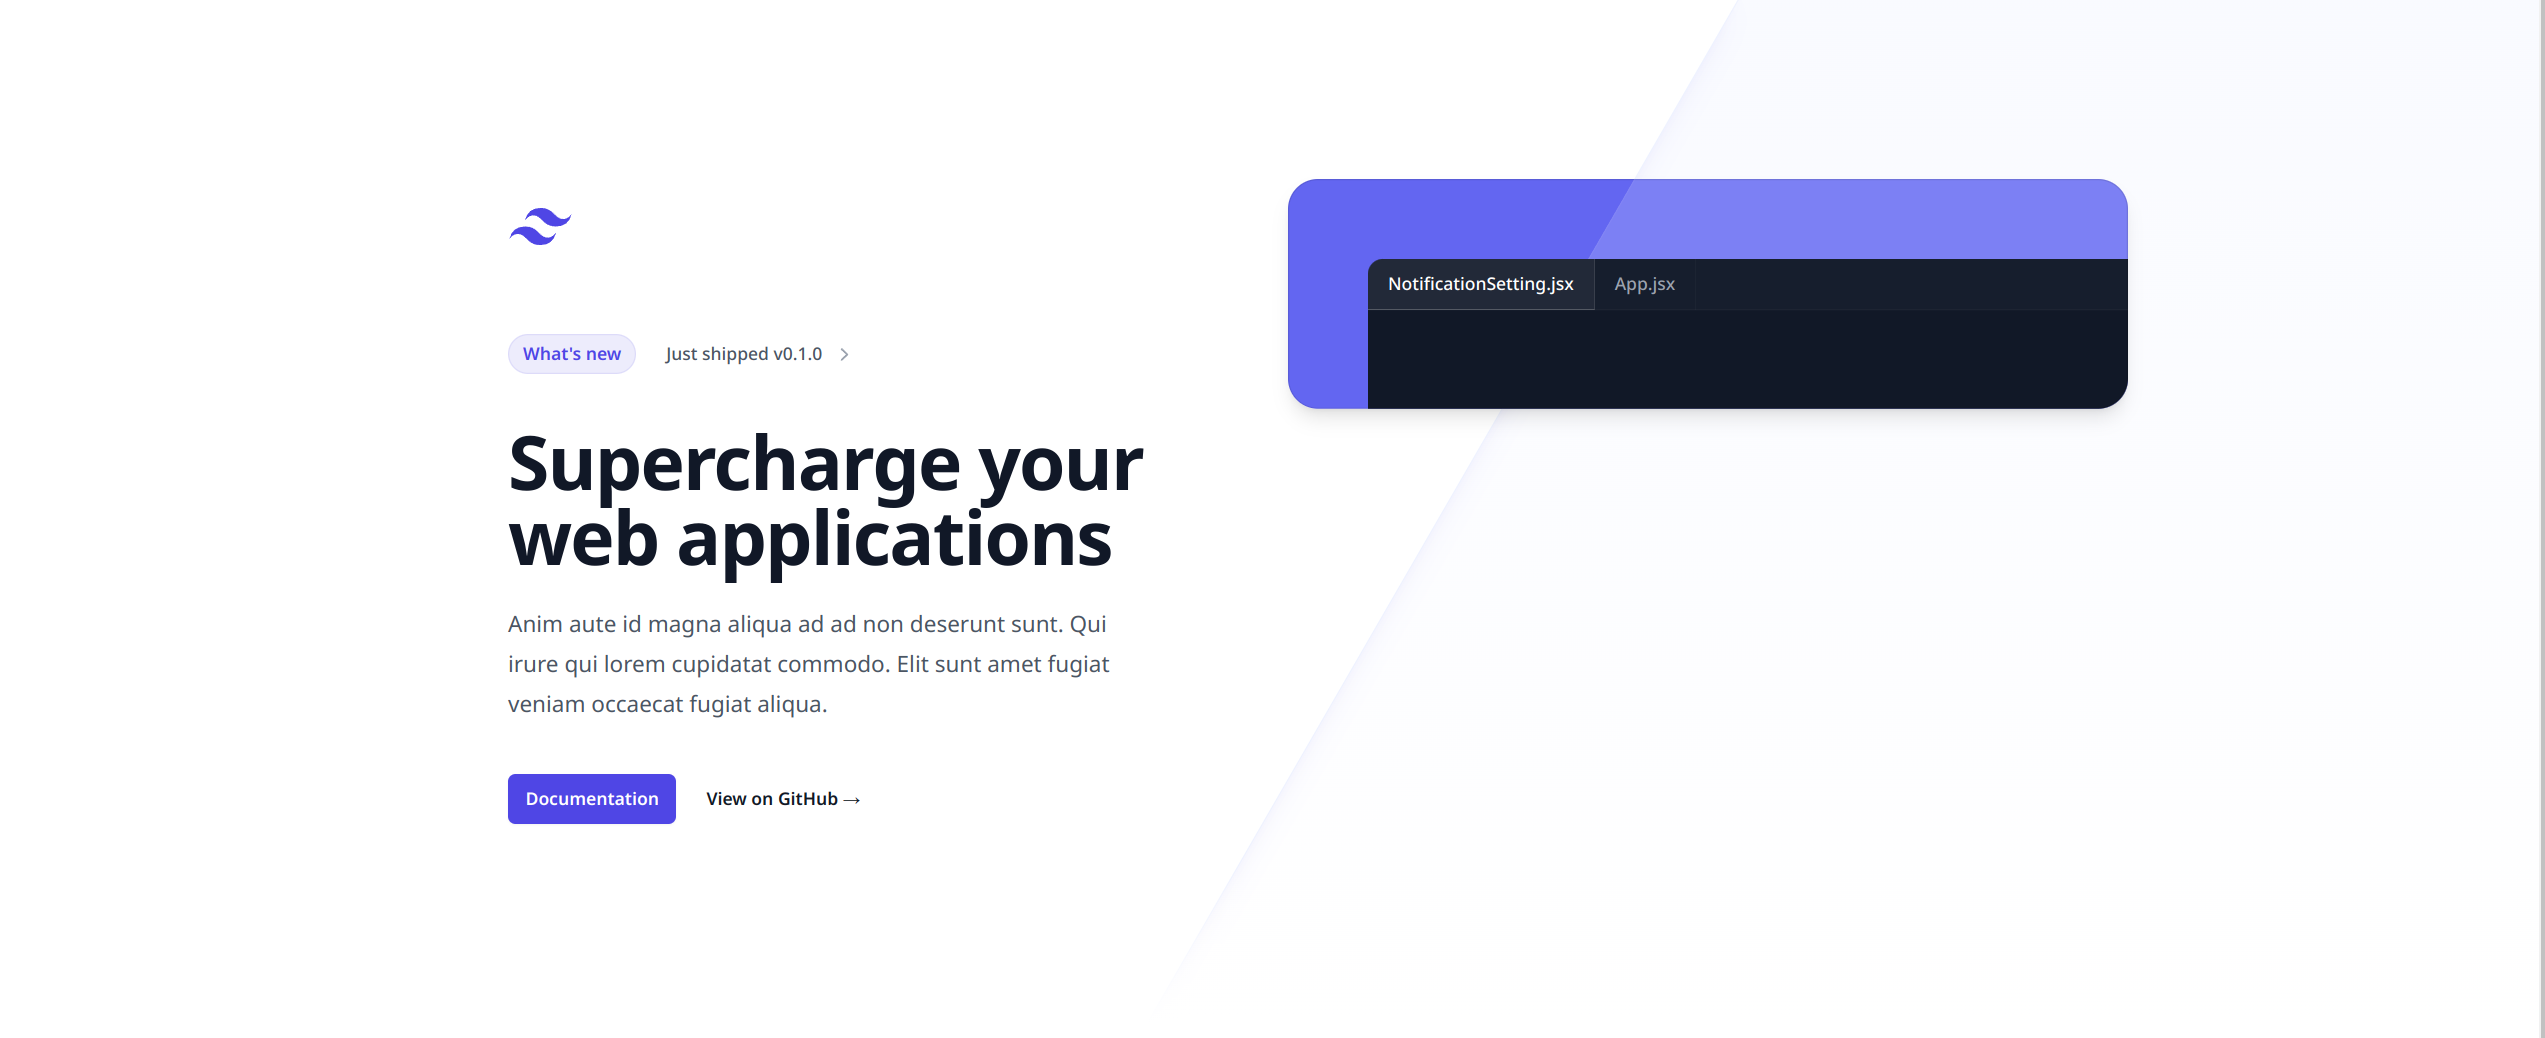 What's new
Just shipped v0.1.0
Supercharge your
web applications
Anim aute id magna aliqua ad ad non deserunt sunt. Qui
irure qui lorem cupidatat commodo. Elit sunt amet fugiat
veniam occaecat fugiat aliqua.
Documentation
View on GitHub →
NotificationSetting.jsx
App.jsx